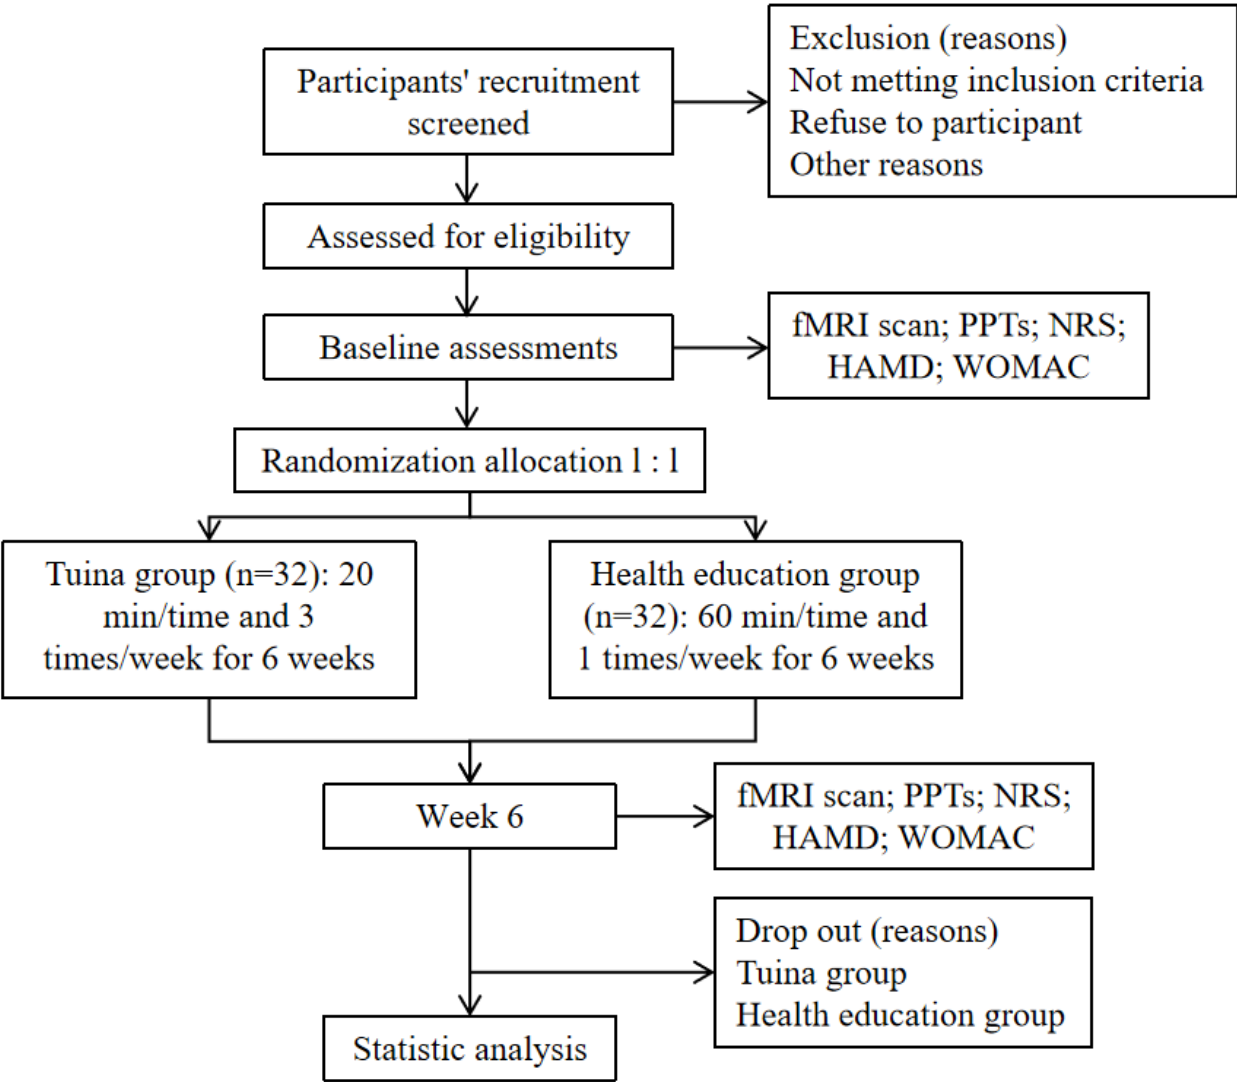 Participants' recruitment
screened
Exclusion (reasons)
Not metting inclusion criteria
Refuse to participant
Other reasons
Assessed for eligibility
Baseline assessments
fMRI scan; PPTs; NRS;
HAMD; WOMAC
Randomization allocation l : l
Tuina group (n=32): 20
min/time and 3
times/week for 6 weeks
Health education group
(n=32): 60 min/time and
1 times/week for 6 weeks
Week 6
fMRI scan; PPTs; NRS;
HAMD; WOMAC
Drop out (reasons)
Tuina group
Health education group
Statistic analysis